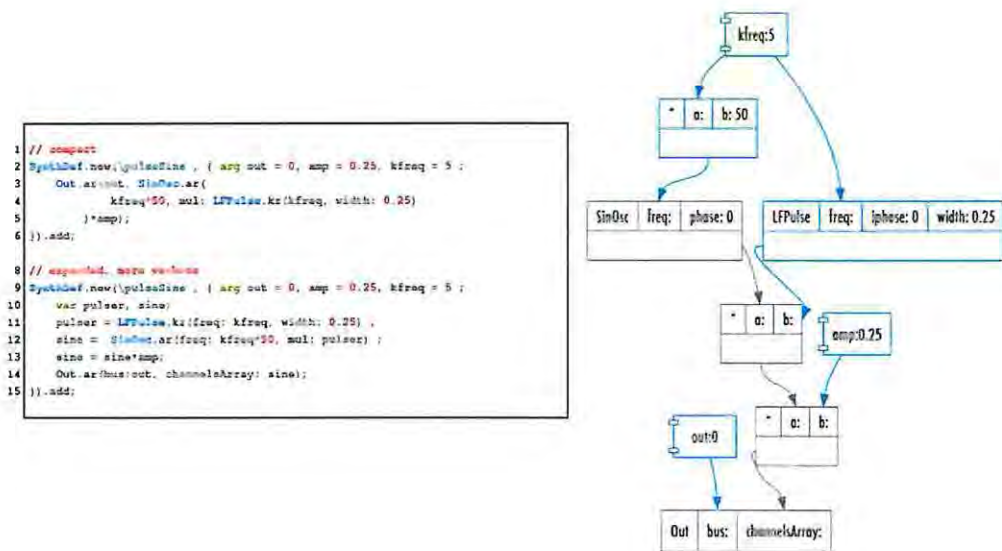 1 // compact
2 SynthDef.new(\pulseSine , { arg out = 0, amp = 0.25, kfreq = 5 ;
3 Out.ar(out, SinOsc.ar(
4 kfreq*50, mul: LFPulse.kr(kfreq, width: 0.25)
5 )*amp);
6 }).add;
8 // expanded, more verbose
9 SynthDef.new(\pulseSine , { arg out = 0, amp = 0.25, kfreq = 5 ;
10 var pulser, sine;
11 pulser = LFPulse.kr(freq: kfreq, width: 0.25) ,
12 sine = SinOsc.ar(freq: kfreq*50, mul: pulser) ;
13 sine = sine*amp;
14 Out.ar(bus:out, channelsArray: sine);
15 }).add;
kfreq:5
* a: b: 50
SinOsc freq: phase: 0
LFPulse freq: iphase: 0 width: 0.25
* a: b:
amp:0.25
* a: b:
out:0
Out bus: channelsArray: